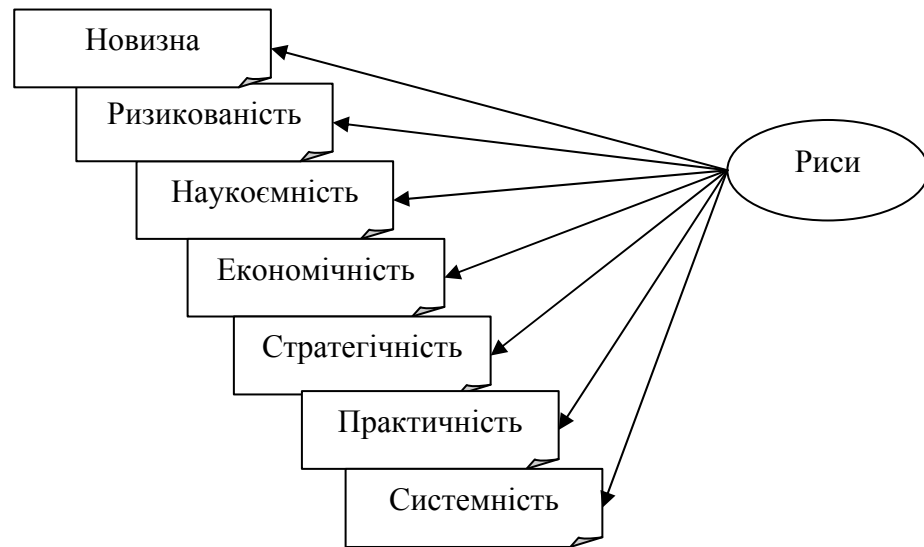 Новизна
Ризикованість
Риси
Наукоємність
Економічність
Стратегічність
Практичність
Системність